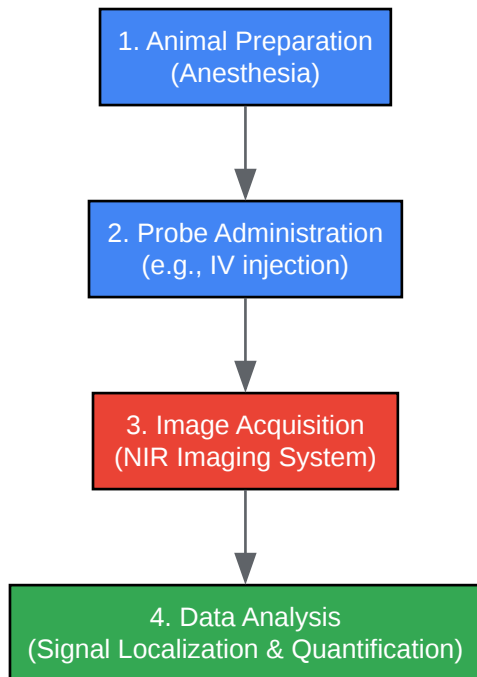 1. Animal Preparation
(Anesthesia)
2. Probe Administration
(e.g., IV injection)
3. Image Acquisition
(NIR Imaging System)
4. Data Analysis
(Signal Localization & Quantification)